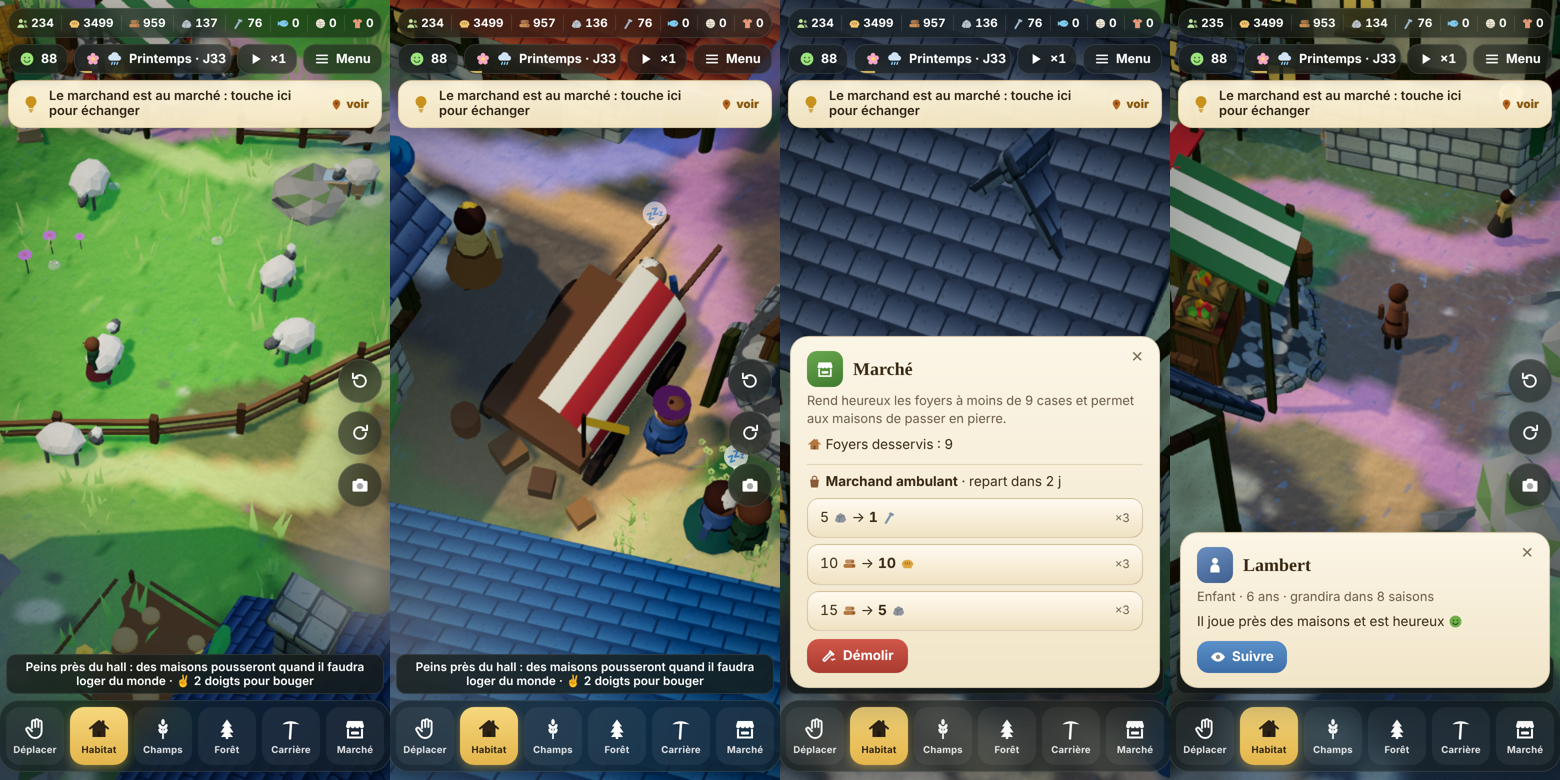 234 3499 959 137 76 0 0 0
88 Printemps · J33 ×1 Menu
Le marchand est au marché : touche ici
pour échanger
voir
Peins près du hall : des maisons pousseront quand il faudra
loger du monde · ✌️ 2 doigts pour bouger
Déplacer Habitat Champs Forêt Carrière Marché
234 3499 957 136 76 0 0 0
88 Printemps · J33 ×1 Menu
Le marchand est au marché : touche ici
pour échanger
voir
zzz
zzz
Peins près du hall : des maisons pousseront quand il faudra
loger du monde · ✌️ 2 doigts pour bouger
Déplacer Habitat Champs Forêt Carrière Marché
234 3499 957 136 76 0 0 0
88 Printemps · J33 ×1 Menu
Le marchand est au marché : touche ici
pour échanger
voir
Marché
Rend heureux les foyers à moins de 9 cases et permet
aux maisons de passer en pierre.
Foyers desservis : 9
Marchand ambulant · repart dans 2 j
5 → 1 ×3
10 → 10 ×3
15 → 5 ×3
Démolir
Déplacer Habitat Champs Forêt Carrière Marché
235 3499 953 134 76 0 0 0
88 Printemps · J33 ×1 Menu
Le marchand est au marché : touche ici
pour échanger
voir
Lambert
Enfant · 6 ans · grandira dans 8 saisons
Il joue près des maisons et est heureux
Suivre
Déplacer Habitat Champs Forêt Carrière Marché